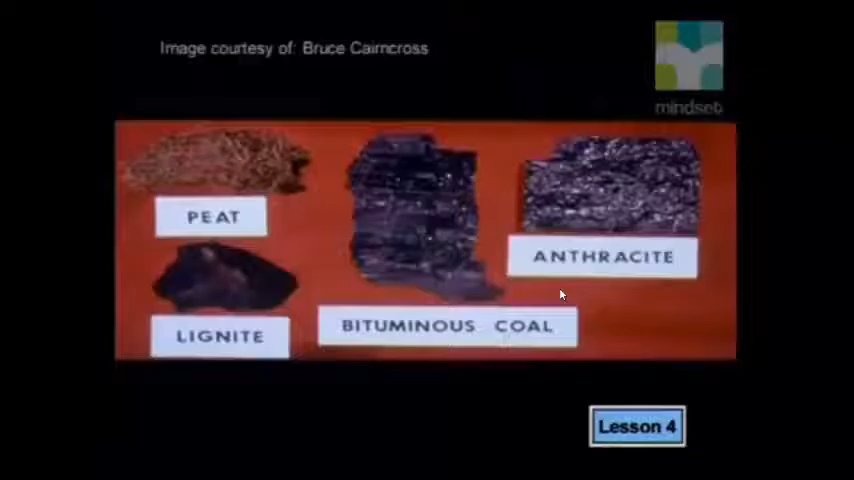 Image courtesy of: Bruce Cairncross
mindset
PEAT
ANTHRACITE
LIGNITE
BITUMINOUS COAL
Lesson 4